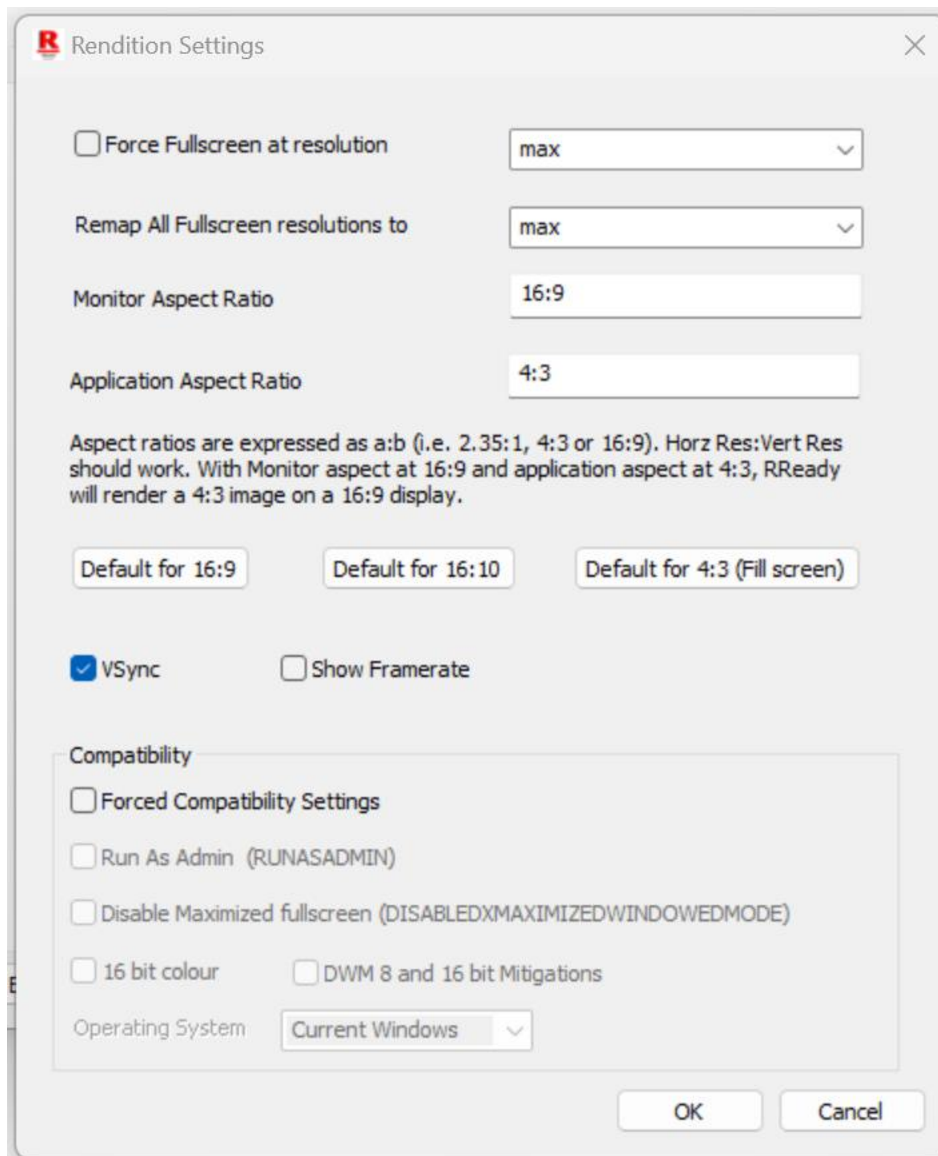 R Rendition Settings
Force Fullscreen at resolution max
Remap All Fullscreen resolutions to max
Monitor Aspect Ratio 16:9
Application Aspect Ratio 4:3
Aspect ratios are expressed as a:b (i.e. 2.35:1, 4:3 or 16:9). Horz Res:Vert Res
should work. With Monitor aspect at 16:9 and application aspect at 4:3, RReady
will render a 4:3 image on a 16:9 display.
Default for 16:9 Default for 16:10 Default for 4:3 (Fill screen)
VSync Show Framerate
Compatibility
Forced Compatibility Settings
Run As Admin (RUNASADMIN)
Disable Maximized fullscreen (DISABLEDXMAXIMIZEDWINDOWEDMODE)
16 bit colour DWM 8 and 16 bit Mitigations
Operating System Current Windows
OK Cancel